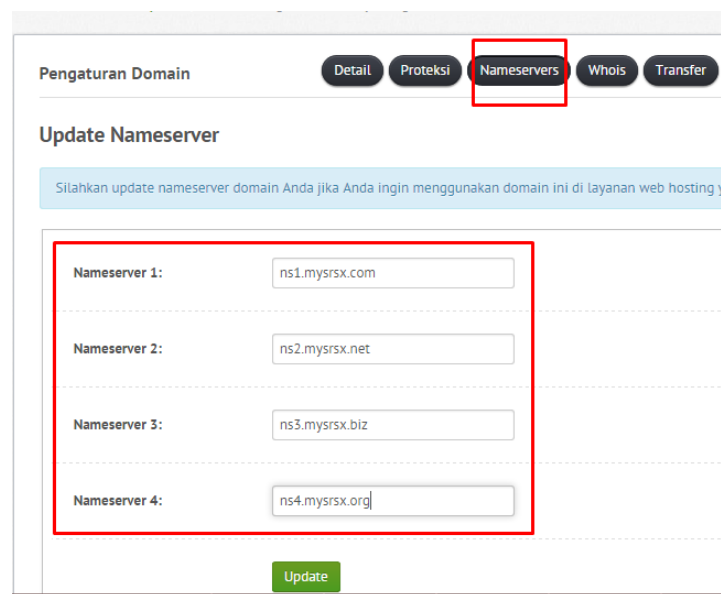 Pengaturan Domain
Detail
Proteksi
Nameservers
Whois
Transfer
Update Nameserver
Silahkan update nameserver domain Anda jika Anda ingin menggunakan domain ini di layanan web hosting
Nameserver 1:
ns1.mysrsx.com
Nameserver 2:
ns2.mysrsx.net
Nameserver 3:
ns3.mysrsx.biz
Nameserver 4:
ns4.mysrsx.org
Update